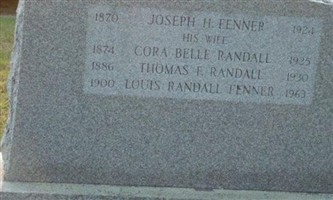 1870 JOSEPH H. FENNER 1924
HIS WIFE
1874 CORA BELLE RANDALL 1925
1886 THOMAS F. RANDALL 1930
1900 LOUIS RANDALL FENNER 1963